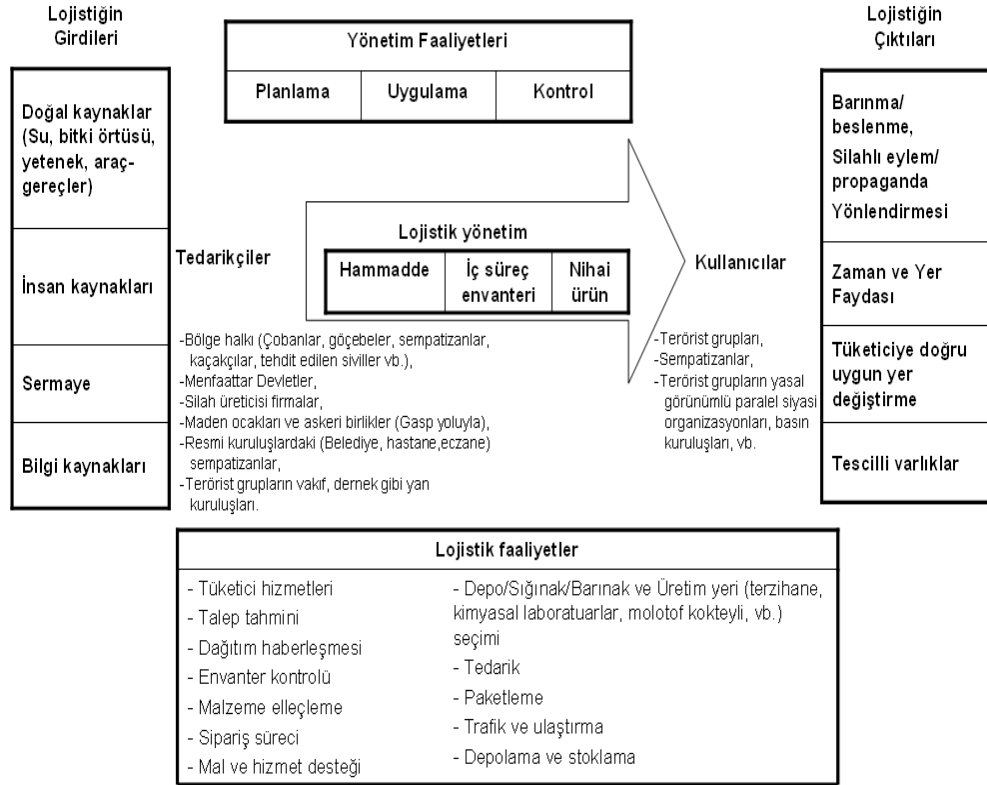 Lojistiğin
Girdileri
Doğal kaynaklar
(Su, bitki örtüsü,
yetenek, araç-
gereçler)
İnsan kaynakları
Sermaye
Bilgi kaynakları
Yönetim Faaliyetleri
Planlama
Uygulama
Kontrol
Tedarikçiler
Lojistik yönetim
Hammadde
İç süreç
envanteri
Nihai
ürün
Kullanıcılar
-Bölge halkı (Çobanlar, göçebeler, sempatizanlar,
kaçakçılar, tehdit edilen siviller vb.),
-Menfaattar Devletler,
-Silah üreticisi firmalar,
-Maden ocakları ve askeri birlikler (Gasp yoluyla),
-Resmi kuruluşlardaki (Belediye, hastane,eczane)
sempatizanlar,
-Terörist grupların vakıf, dernek gibi yan
kuruluşları.
-Terörist grupları,
-Sempatizanlar,
-Terörist grupların yasal
görünümlü paralel siyasi
organizasyonları, basın
kuruluşları, vb.
Lojistiğin
Çıktıları
Barınma/
beslenme,
Silahlı eylem/
propaganda
Yönlendirmesi
Zaman ve Yer
Faydası
Tüketiciye doğru
uygun yer
değiştirme
Tescilli varlıklar
Lojistik faaliyetler
- Tüketici hizmetleri
- Talep tahmini
- Dağıtım haberleşmesi
- Envanter kontrolü
- Malzeme elleçleme
- Sipariş süreci
- Mal ve hizmet desteği
- Depo/Sığınak/Barınak ve Üretim yeri (terzihane,
kimyasal laboratuarlar, molotof kokteyli, vb.)
seçimi
- Tedarik
- Paketleme
- Trafik ve ulaştırma
- Depolama ve stoklama